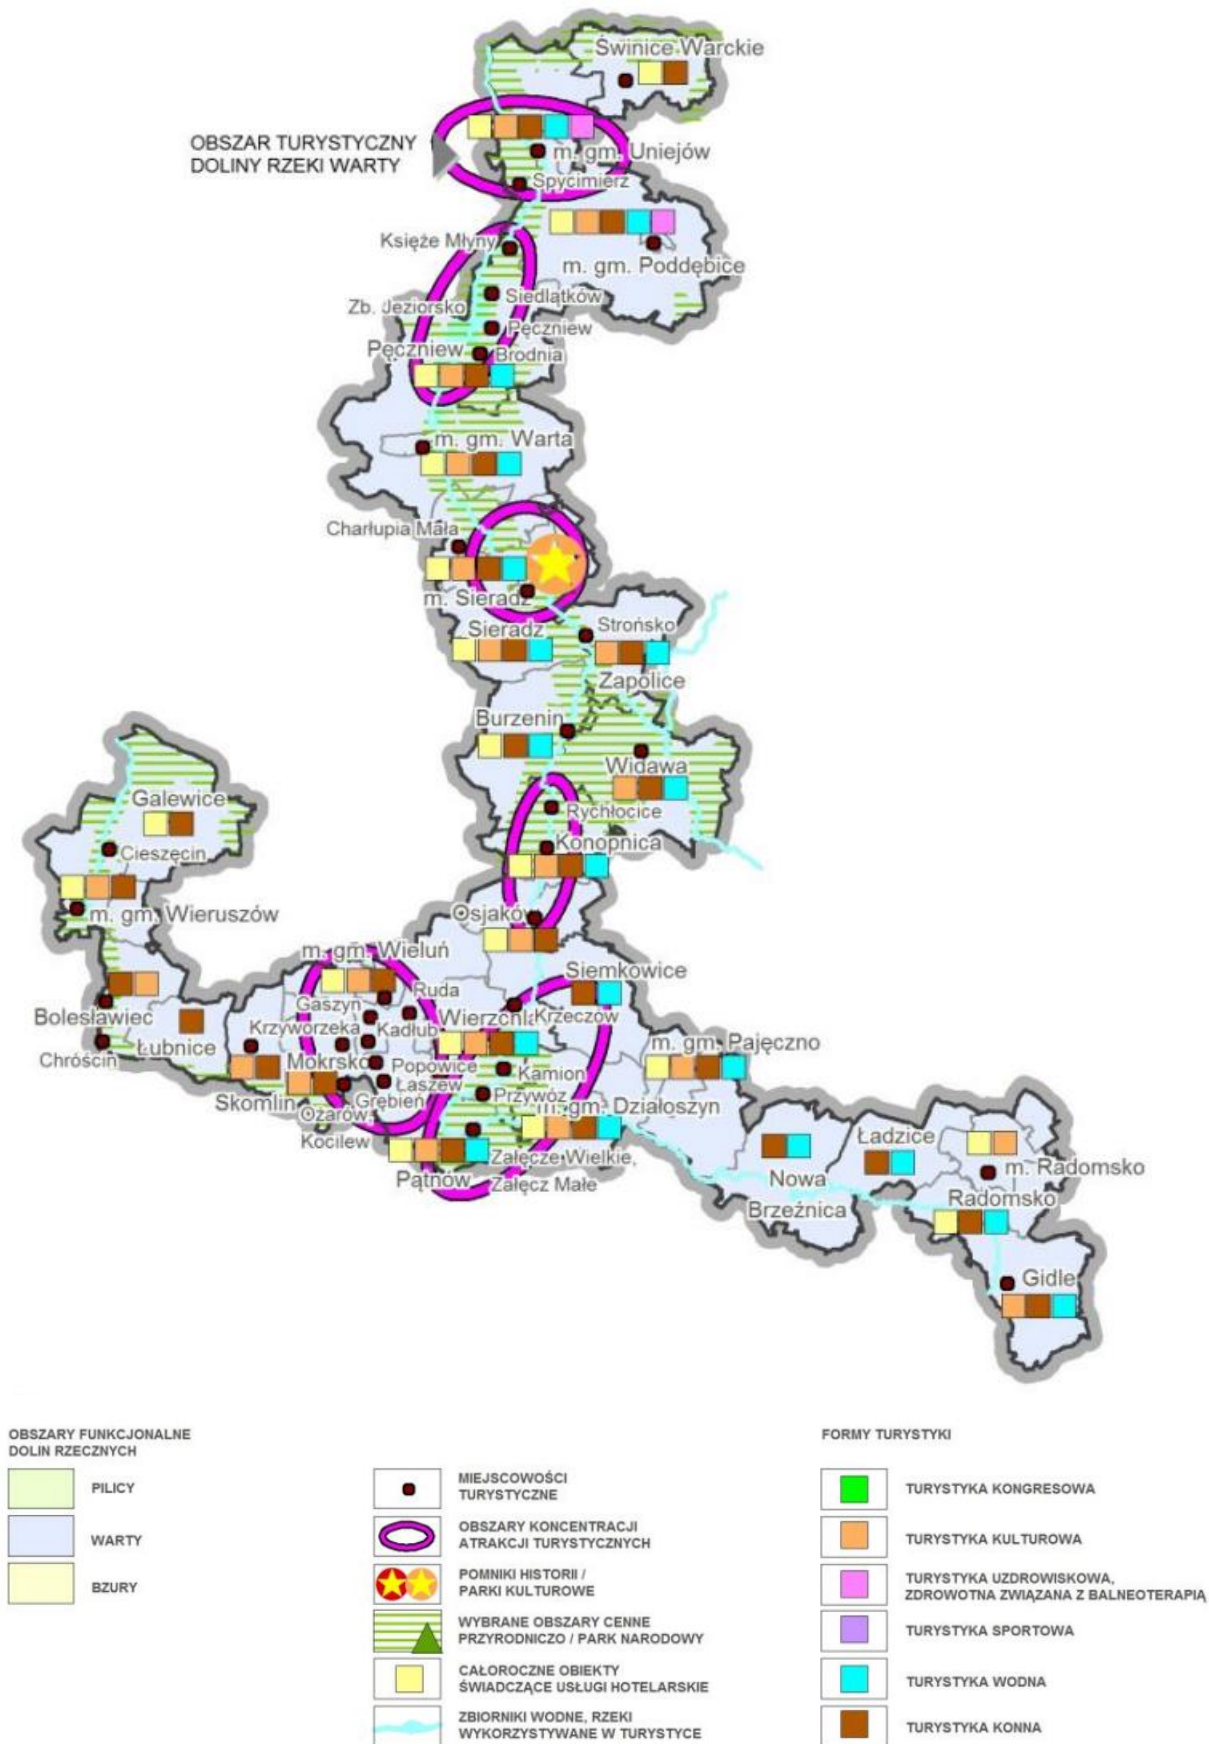 Świnice Warckie
OBSZAR TURYSTYCZNY
DOLINY RZEKI WARTY
m. gm. Uniejów
Spycimierz
Księże Młyny
m. gm. Poddębice
Siedlątków
Zb. Jeziorsko
Pęczniew
Pęczniew
Brodnia
m. gm. Warta
Charłupia Mała
m. Sieradz
Sieradz
Strońsko
Zapolice
Burzenin
Widawa
Galewice
Rychłocice
Cieszęcin
Konopnica
m. gm. Wieruszów
Osjaków
m. gm. Wieluń
Siemkowice
Gaszyn
Ruda
Bolesławiec
Krzyworzeka
Kadłub
Krzeczów
Łubnice
m. gm. Pajęczno
Chróścin
Mokrsko
Popowice
Kamion
Łaszew
Skomlin
Grębień
Przywóz
m. gm. Działoszyn
Ożarów,
Kocilew
Ładzice
Załęcze Wielkie,
m. Radomsko
Pątnów
Załęcz Małe
Nowa
Brzeźnica
Radomsko
Gidle
OBSZARY FUNKCJONALNE
DOLIN RZECZNYCH
PILICY
WARTY
BZURY
MIEJSCOWOŚCI
TURYSTYCZNE
OBSZARY KONCENTRACJI
ATRAKCJI TURYSTYCZNYCH
POMNIKI HISTORII /
PARKI KULTUROWE
WYBRANE OBSZARY CENNE
PRZYRODNICZO / PARK NARODOWY
CAŁOROCZNE OBIEKTY
ŚWIADCZĄCE USŁUGI HOTELARSKIE
ZBIORNIKI WODNE, RZEKI
WYKORZYSTYWANE W TURYSTYCE
FORMY TURYSTYKI
TURYSTYKA KONGRESOWA
TURYSTYKA KULTUROWA
TURYSTYKA UZDROWISKOWA,
ZDROWOTNA ZWIĄZANA Z BALNEOTERAPIĄ
TURYSTYKA SPORTOWA
TURYSTYKA WODNA
TURYSTYKA KONNA